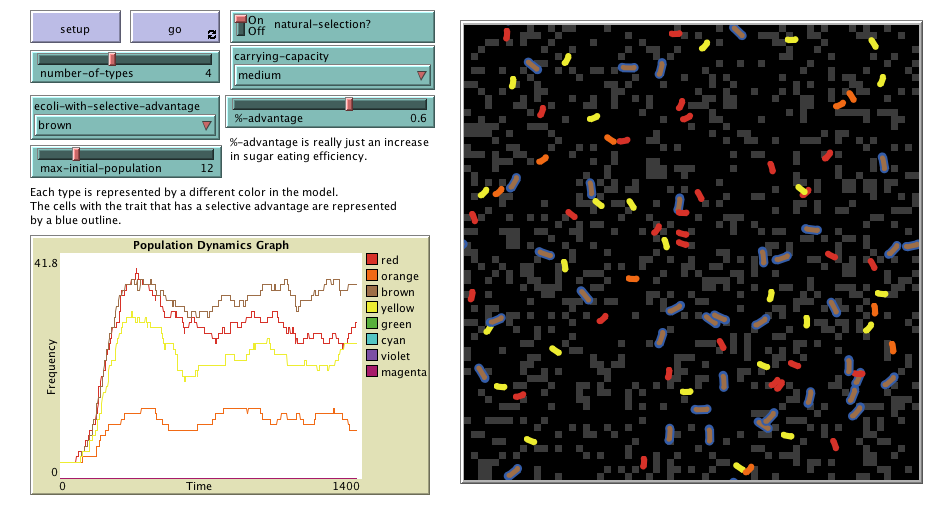 setup
go
On
Off
natural-selection?
number-of-types 4
carrying-capacity
medium
ecoli-with-selective-advantage
brown
%-advantage 0.6
%-advantage is really just an increase
in sugar eating efficiency.
max-initial-population 12
Each type is represented by a different color in the model.
The cells with the trait that has a selective advantage are represented
by a blue outline.
Population Dynamics Graph
41.8
Frequency
0
0 Time 1400
red
orange
brown
yellow
green
cyan
violet
magenta